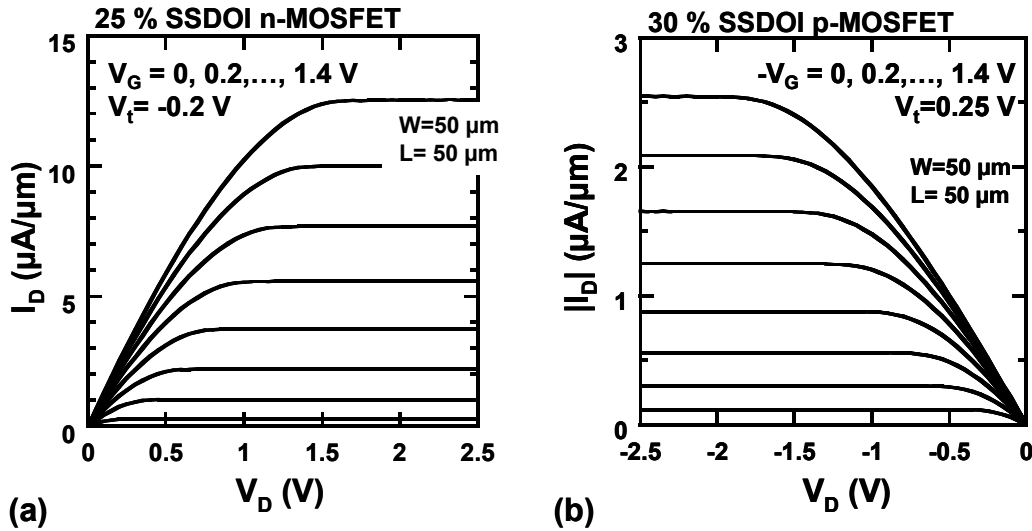 25 % SSDOI n-MOSFET
15
V_G = 0, 0.2,..., 1.4 V
V_t= -0.2 V
W=50 µm
L= 50 µm
10
I_D (µA/µm)
5
0
0 0.5 1 1.5 2 2.5
V_D (V)
(a)
30 % SSDOI p-MOSFET
3
-V_G = 0, 0.2,..., 1.4 V
V_t=0.25 V
W=50 µm
L= 50 µm
2
||I_D| (µA/µm)
1
0
-2.5 -2 -1.5 -1 -0.5 0
V_D (V)
(b)